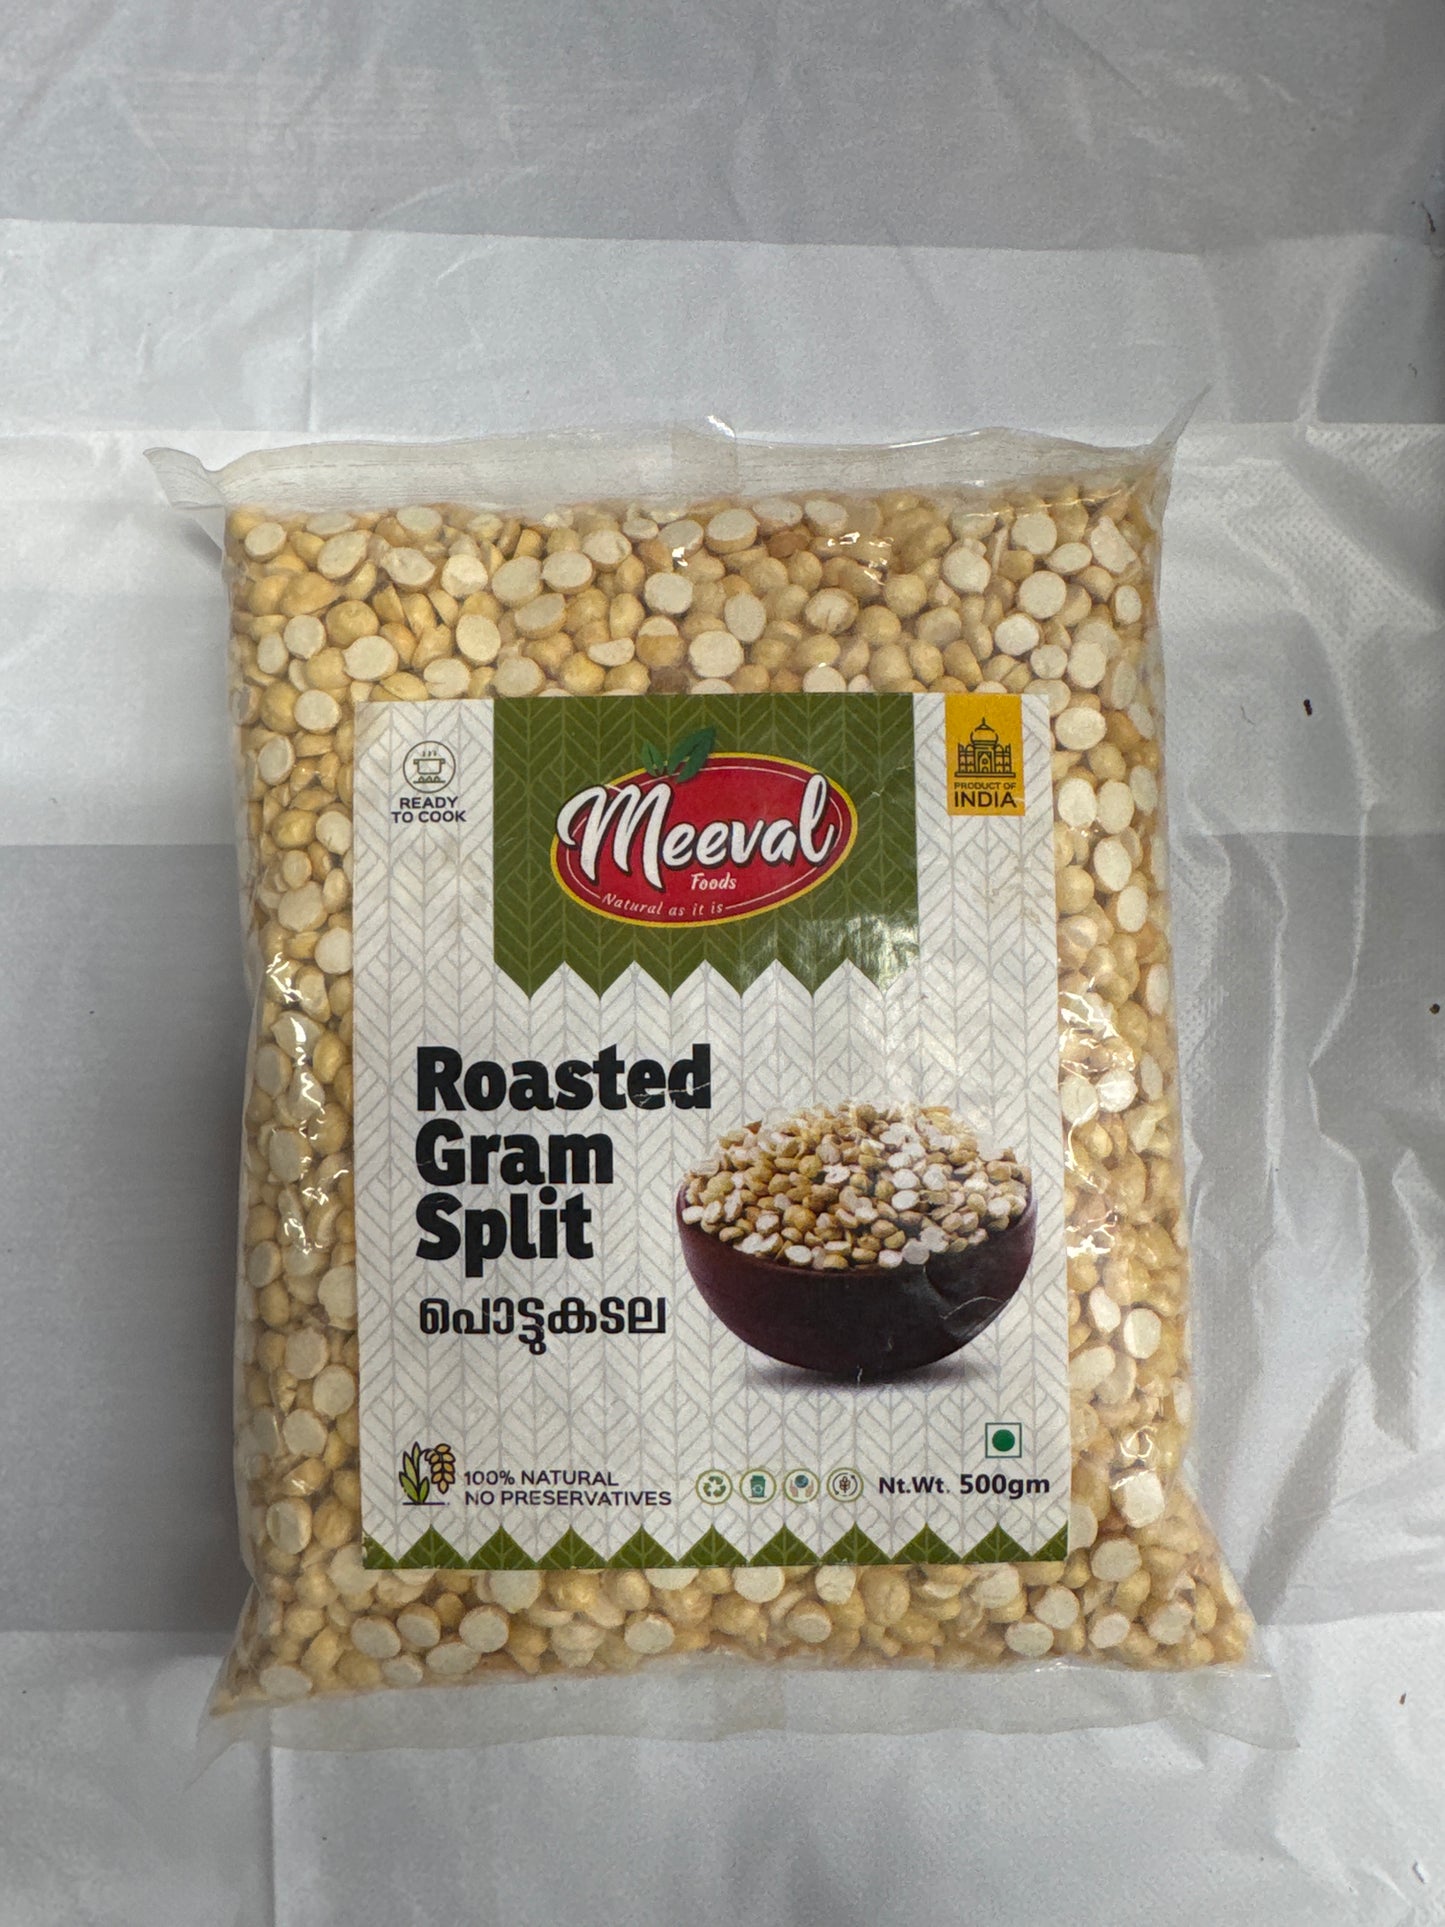 READY
TO COOK
Meeval
Foods
Natural as it is
PRODUCT OF
INDIA
Roasted
Gram
Split
പൊട്ടുകടല
100% NATURAL
NO PRESERVATIVES
Nt.Wt. 500gm